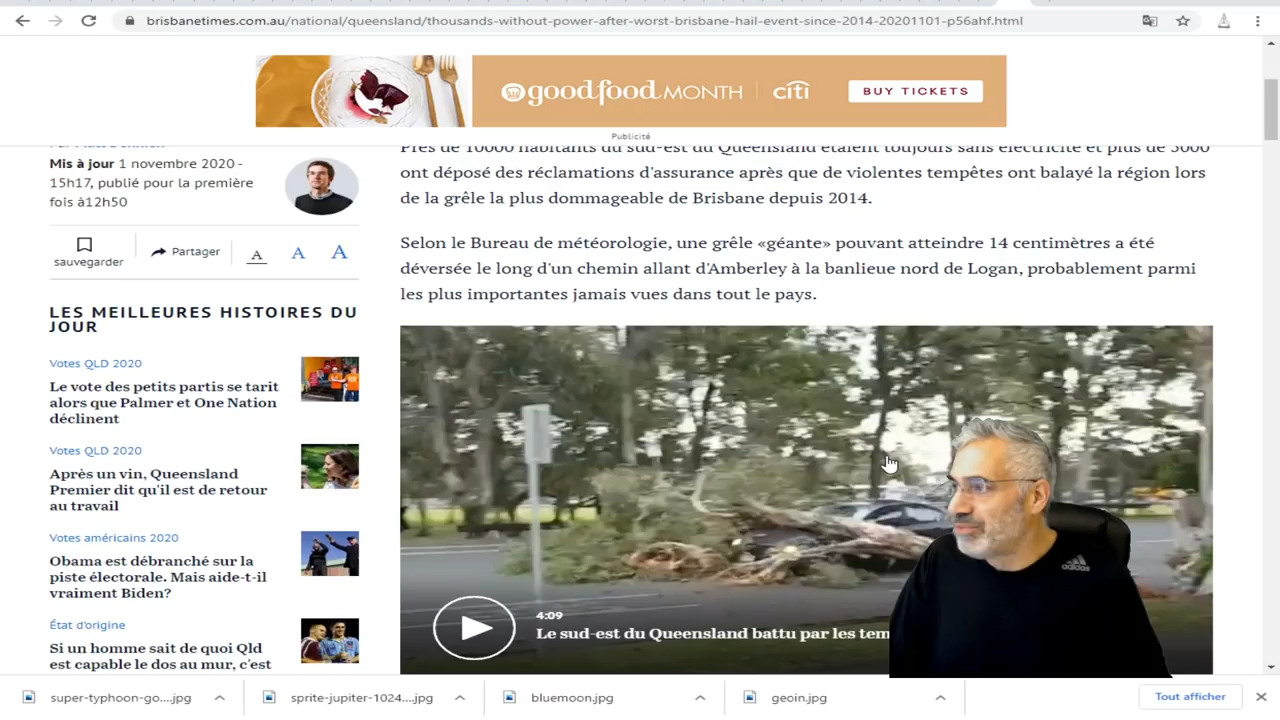 brisbanetimes.com.au/national/queensland/thousands-without-power-after-worst-brisbane-hail-event-since-2014-20201101-p56ahf.html
goodfood MONTH citi BUY TICKETS
Publicité
Mis à jour 1 novembre 2020 -
15h17, publié pour la première
fois à12h50
sauvegarder
Partager
A A A
LES MEILLEURES HISTOIRES DU
JOUR
Votes QLD 2020
Le vote des petits partis se tarit
alors que Palmer et One Nation
déclinent
Votes QLD 2020
Après un vin, Queensland
Premier dit qu'il est de retour
au travail
Votes américains 2020
Obama est débranché sur la
piste électorale. Mais aide-t-il
vraiment Biden?
État d'origine
Si un homme sait de quoi Qld
est capable le dos au mur, c'est
Près de 10000 habitants du sud-est du Queensland étaient toujours sans électricité et plus de 5000
ont déposé des réclamations d'assurance après que de violentes tempêtes ont balayé la région lors
de la grêle la plus dommageable de Brisbane depuis 2014.
Selon le Bureau de météorologie, une grêle «géante» pouvant atteindre 14 centimètres a été
déversée le long d'un chemin allant d'Amberley à la banlieue nord de Logan, probablement parmi
les plus importantes jamais vues dans tout le pays.
4:09
Le sud-est du Queensland battu par les tem
adidas
super-typhoon-go....jpg
sprite-jupiter-1024....jpg
bluemoon.jpg
geoin.jpg
Tout afficher